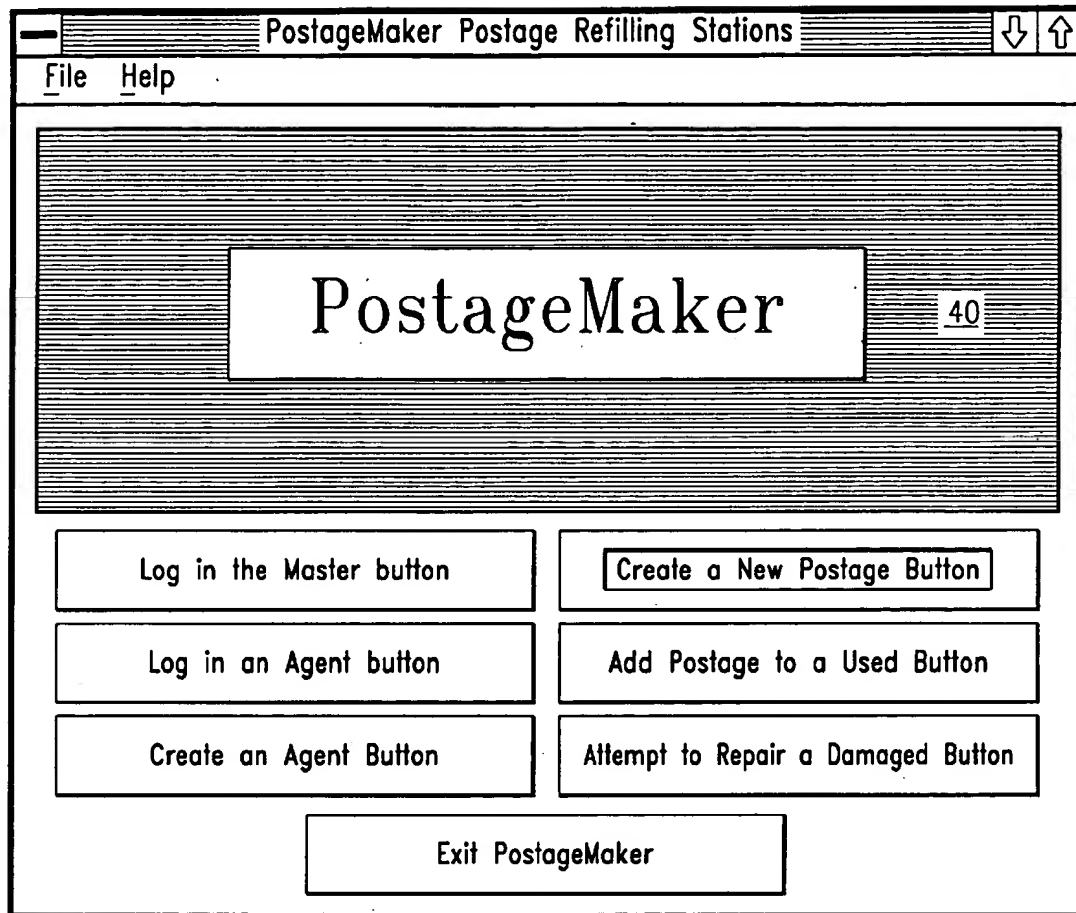 PostageMaker Postage Refilling Stations
File Help
PostageMaker
40
Log in the Master button
Create a New Postage Button
Log in an Agent button
Add Postage to a Used Button
Create an Agent Button
Attempt to Repair a Damaged Button
Exit PostageMaker